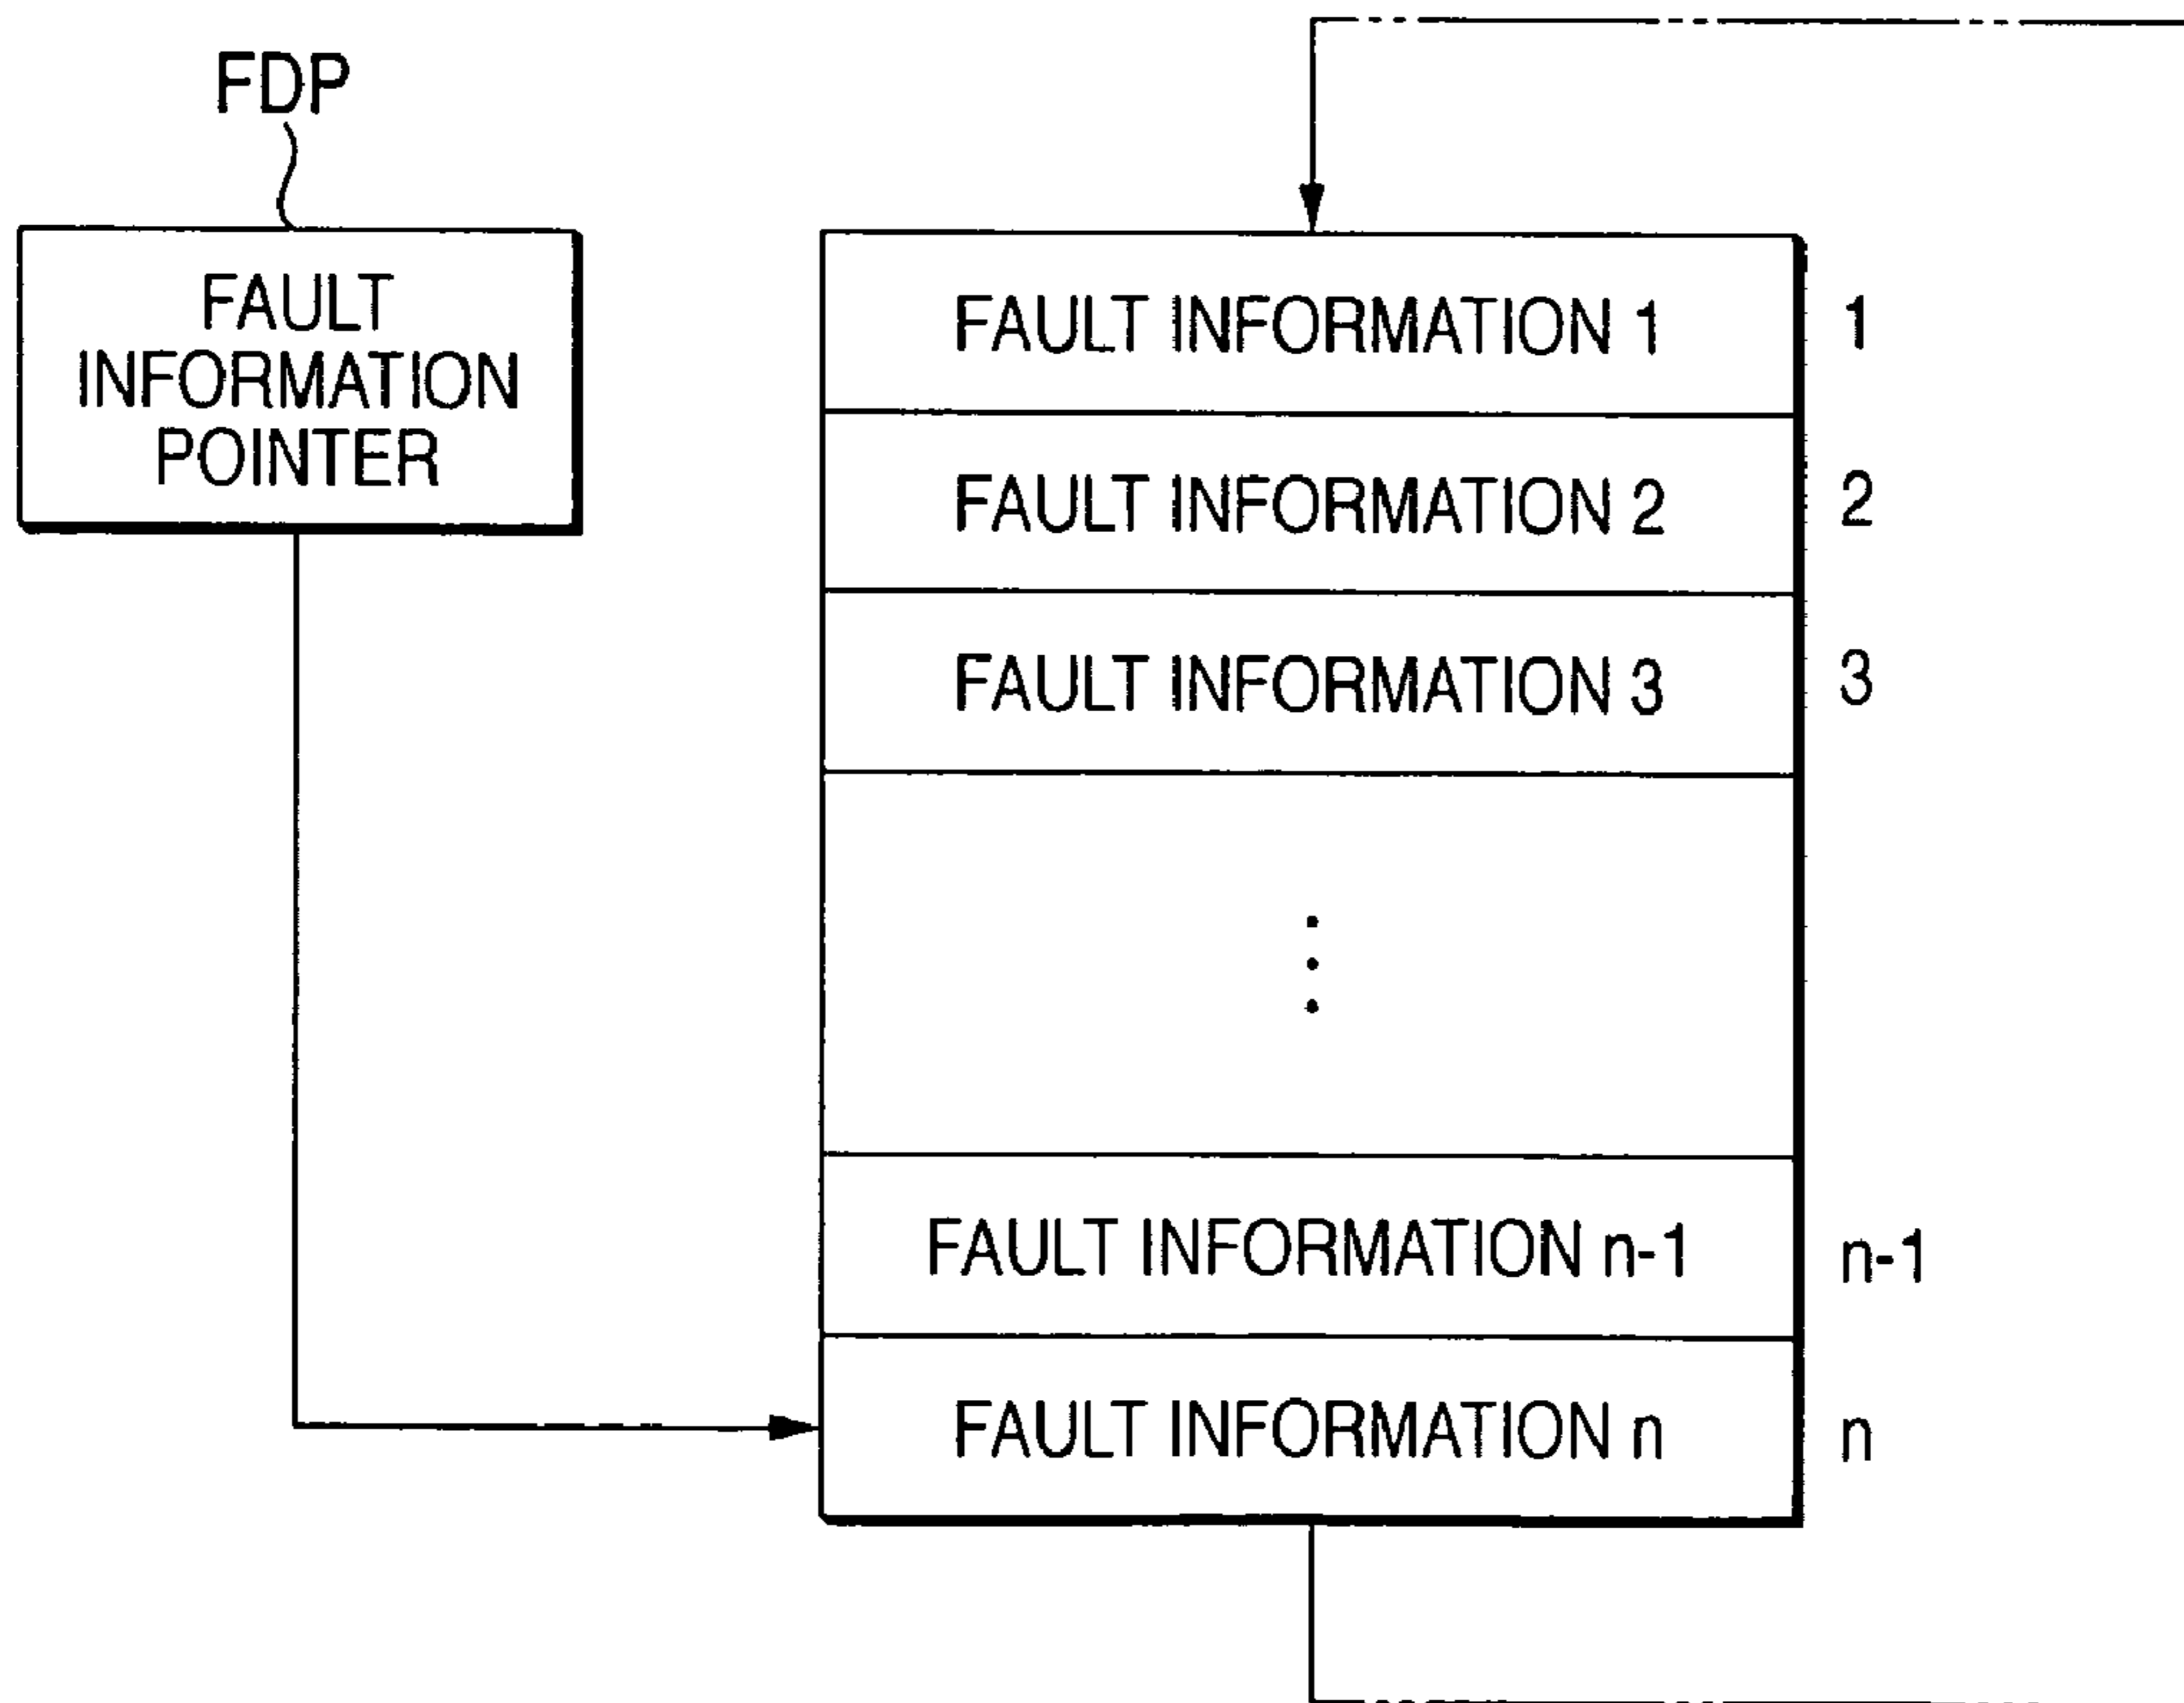 FDP
FAULT
INFORMATION
POINTER
FAULT INFORMATION 1 1
FAULT INFORMATION 2 2
FAULT INFORMATION 3 3
FAULT INFORMATION n-1 n-1
FAULT INFORMATION n n